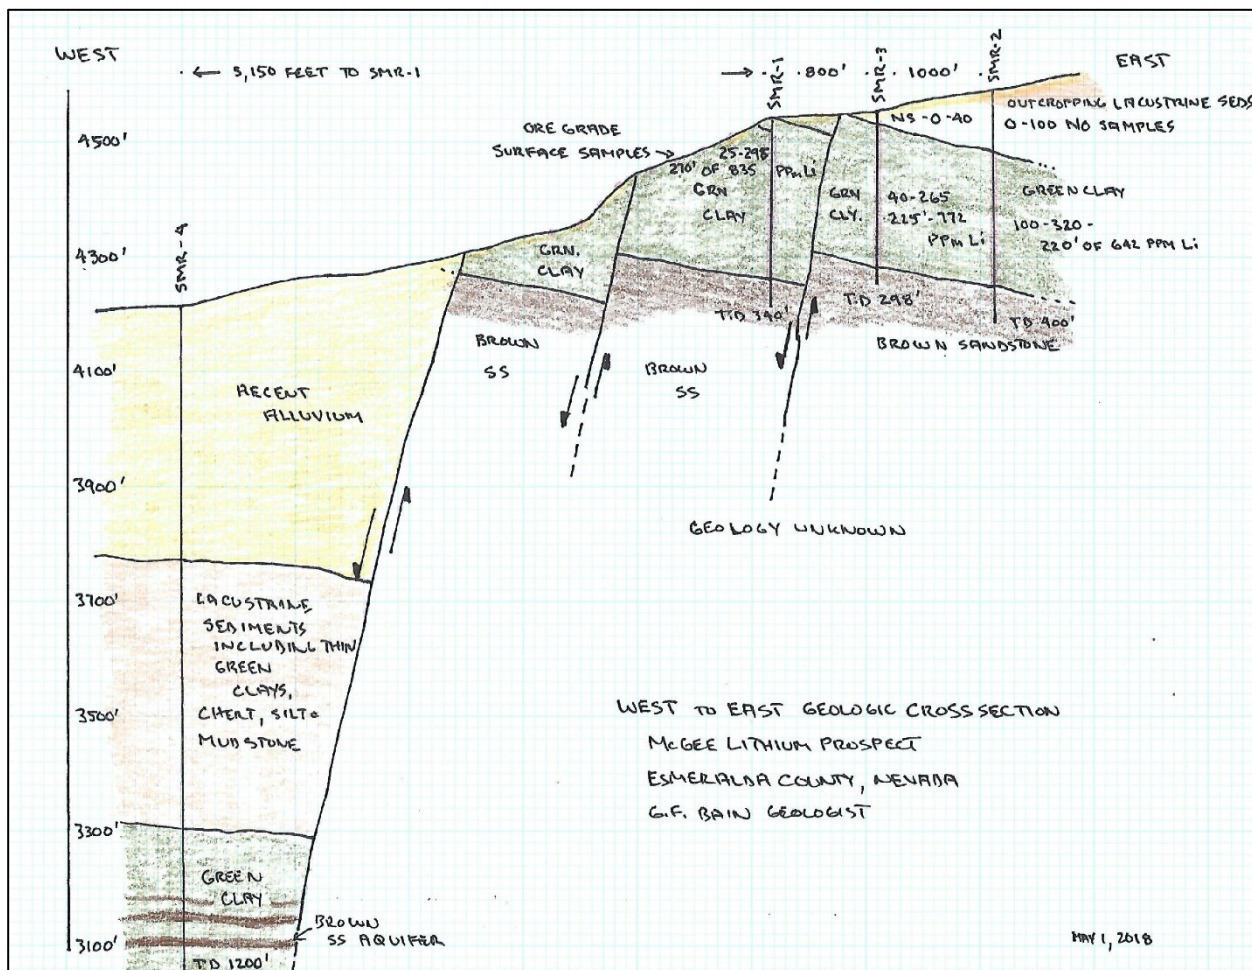 WEST
← 5,150 FEET TO SMR-1 →
SMR-1
800'
SMR-3
1000'
SMR-2
EAST
OUTCROPPING LACUSTRINE SEDS
0-100 NO SAMPLES
NS-0-40
ORE GRADE
SURFACE SAMPLES →
25-298
270' OF 835 PPM Li
GRN
CLAY
GRN
CLY.
40-265
225'-772
PPM Li
GREEN CLAY
100-320-
220' OF 642 PPM Li
4500'
4300'
4100'
3900'
3700'
3500'
3300'
3100'
SMR-4
GRN.
CLAY
T.D 340'
T.D 298'
TD 400'
BROWN SANDSTONE
BROWN
SS
BROWN
SS
RECENT
ALLUVIUM
GEOLOGY UNKNOWN
LACUSTRINE
SEDIMENTS
INCLUDING THIN
GREEN
CLAYS,
CHERT, SILT &
MUDSTONE
GREEN
CLAY
BROWN
SS AQUIFER
TD 1200'
WEST TO EAST GEOLOGIC CROSSSECTION
McGEE LITHIUM PROSPECT
ESMERALDA COUNTY, NEVADA
G.F. BAIN GEOLOGIST
MAY 1, 2018